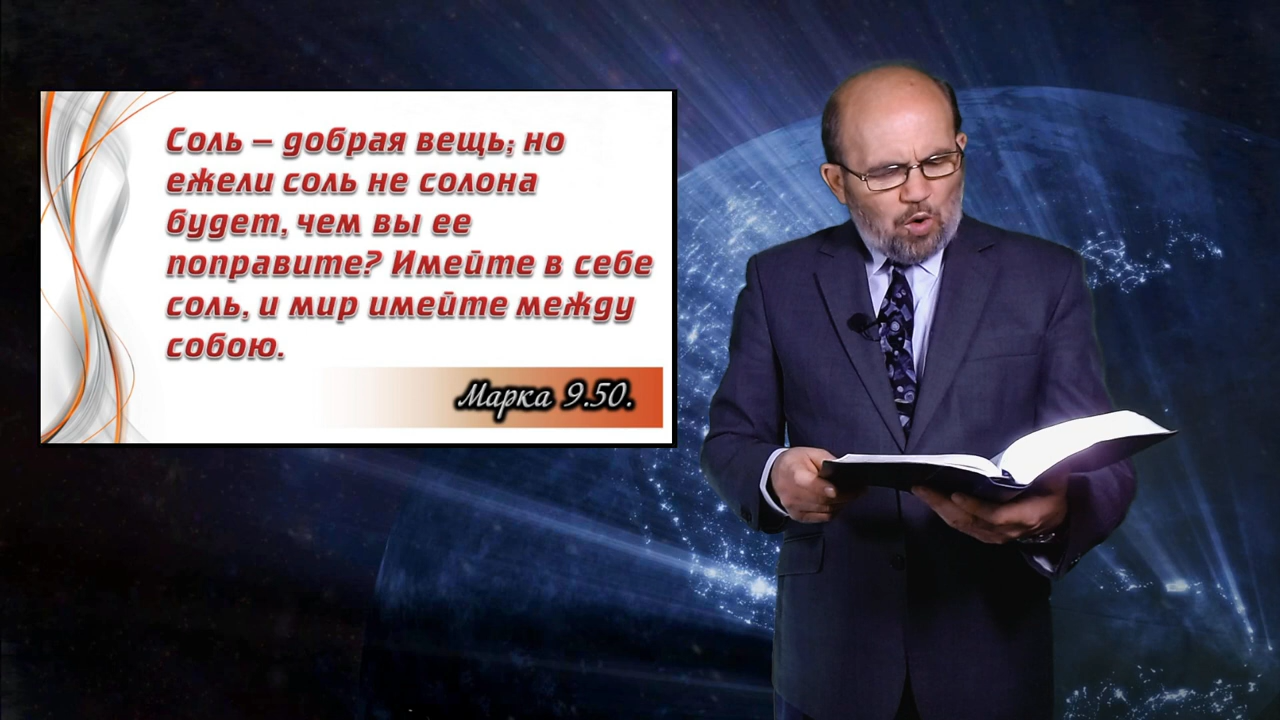 Соль – добрая вещь; но
ежели соль не солона
будет, чем вы ее
поправите? Имейте в себе
соль, и мир имейте между
собою.
Марка 9.50.